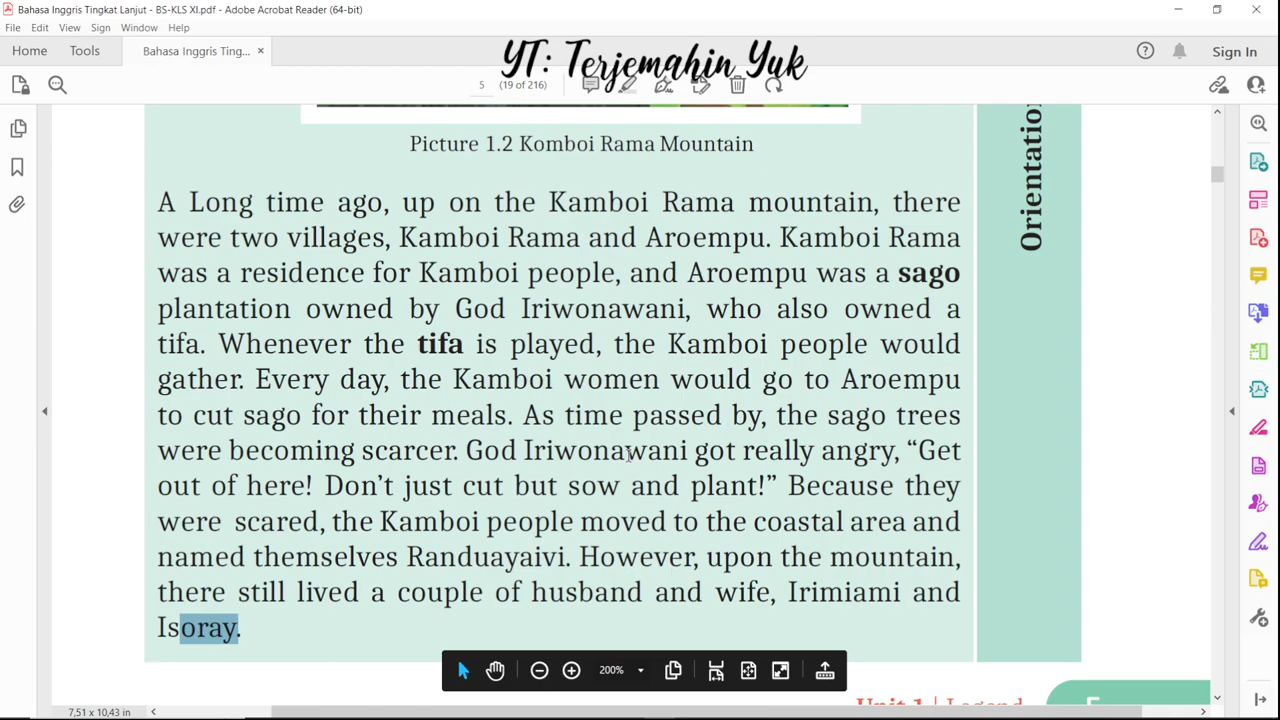 Bahasa Inggris Tingkat Lanjut - BS-KLS XI.pdf - Adobe Acrobat Reader (64-bit)
File Edit View Sign Window Help
Home Tools Bahasa Inggris Ting... × Sign In
YT: Terjemahin Yuk
5 (19 of 216)
Picture 1.2 Komboi Rama Mountain
Orientation
A Long time ago, up on the Kamboi Rama mountain, there
were two villages, Kamboi Rama and Aroempu. Kamboi Rama
was a residence for Kamboi people, and Aroempu was a sago
plantation owned by God Iriwonawani, who also owned a
tifa. Whenever the tifa is played, the Kamboi people would
gather. Every day, the Kamboi women would go to Aroempu
to cut sago for their meals. As time passed by, the sago trees
were becoming scarcer. God Iriwonawani got really angry, “Get
out of here! Don’t just cut but sow and plant!” Because they
were scared, the Kamboi people moved to the coastal area and
named themselves Randuayaivi. However, upon the mountain,
there still lived a couple of husband and wife, Irimiami and
Isoray.
200%
Unit 1 | Legend 5
7,51 x 10,43 in